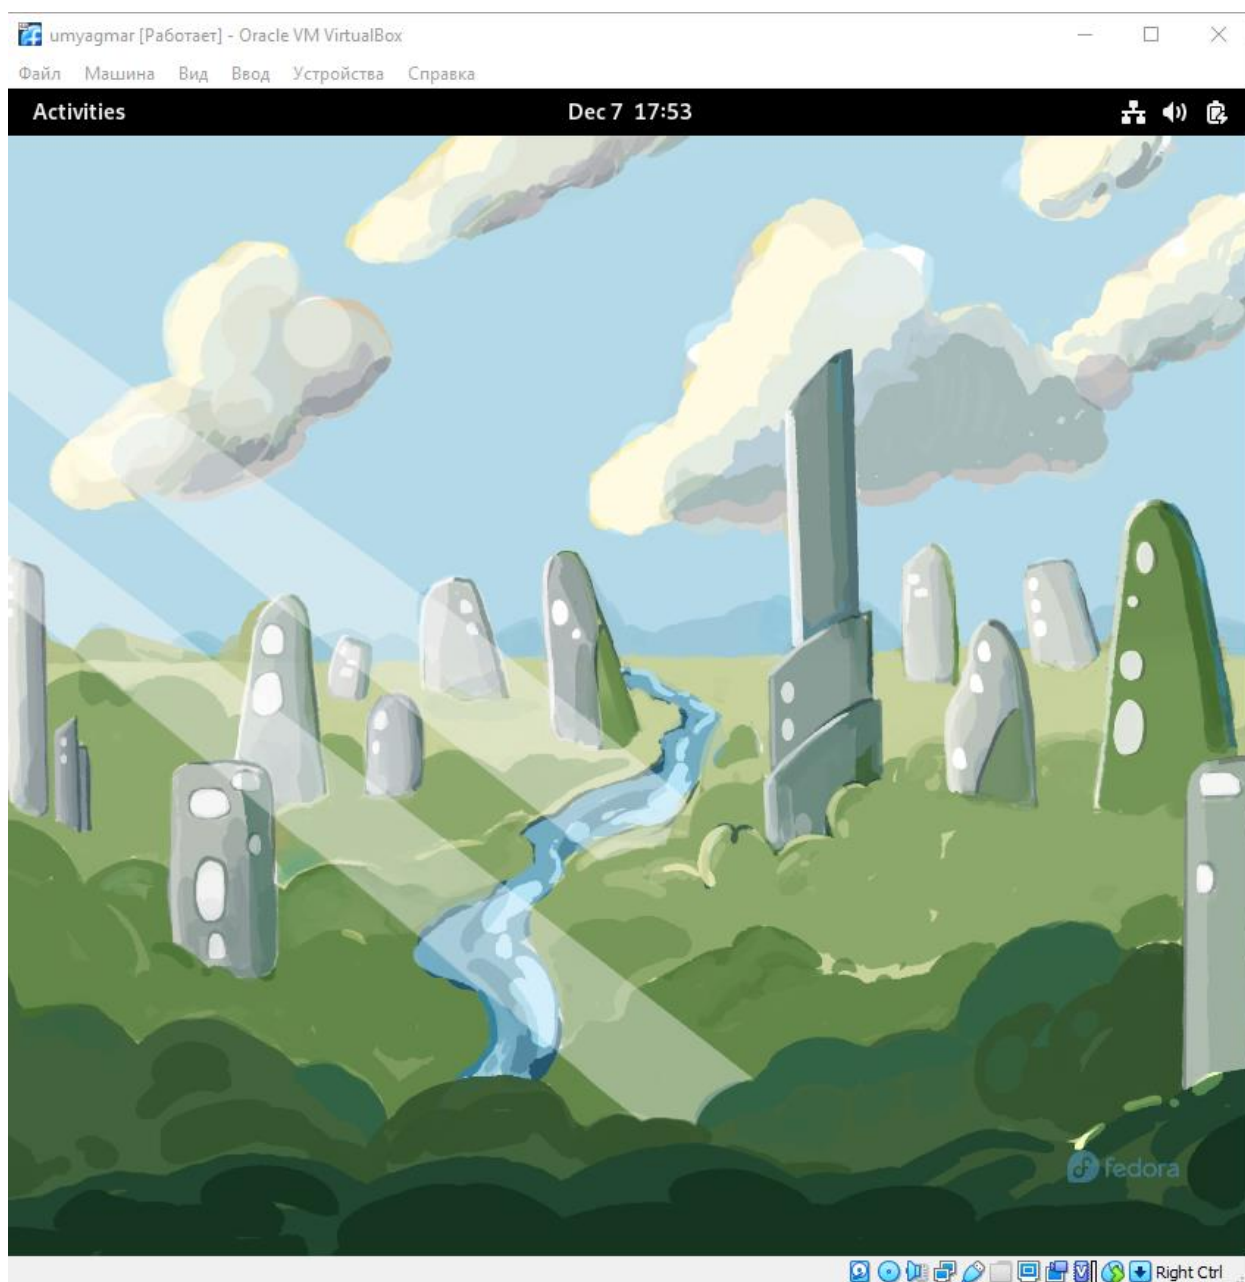 umyagmar [Работает] - Oracle VM VirtualBox
Файл Машина Вид Ввод Устройства Справка
Activities Dec 7 17:53
fedora
Right Ctrl